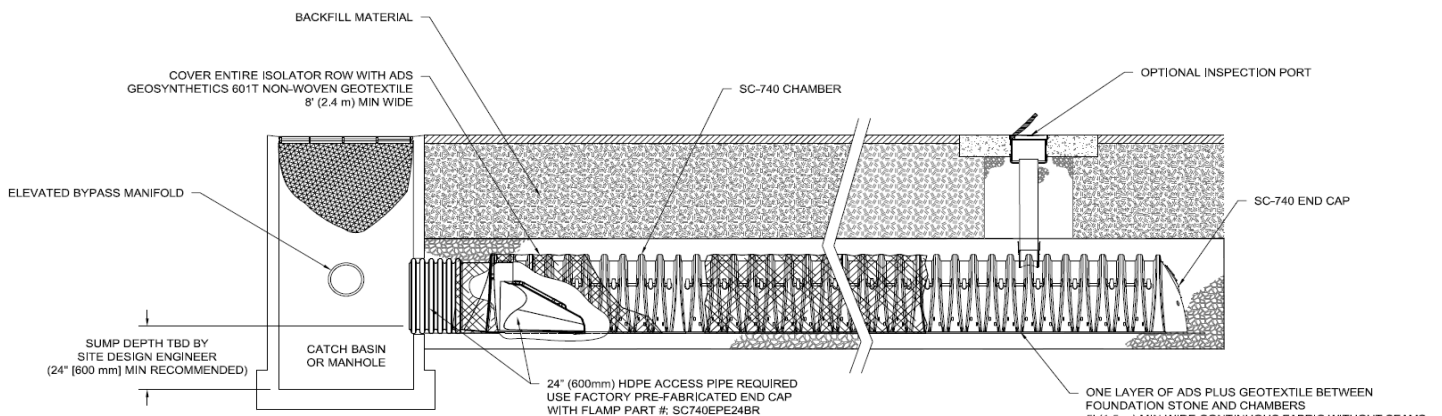 BACKFILL MATERIAL
COVER ENTIRE ISOLATOR ROW WITH ADS
GEOSYNTHETICS 601T NON-WOVEN GEOTEXTILE
8' (2.4 m) MIN WIDE
SC-740 CHAMBER
OPTIONAL INSPECTION PORT
ELEVATED BYPASS MANIFOLD
SC-740 END CAP
SUMP DEPTH TBD BY
SITE DESIGN ENGINEER
(24" [600 mm] MIN RECOMMENDED)
CATCH BASIN
OR MANHOLE
24" (600mm) HDPE ACCESS PIPE REQUIRED
USE FACTORY PRE-FABRICATED END CAP
WITH FLAMP PART #: SC740EPE24BR
ONE LAYER OF ADS PLUS GEOTEXTILE BETWEEN
FOUNDATION STONE AND CHAMBERS